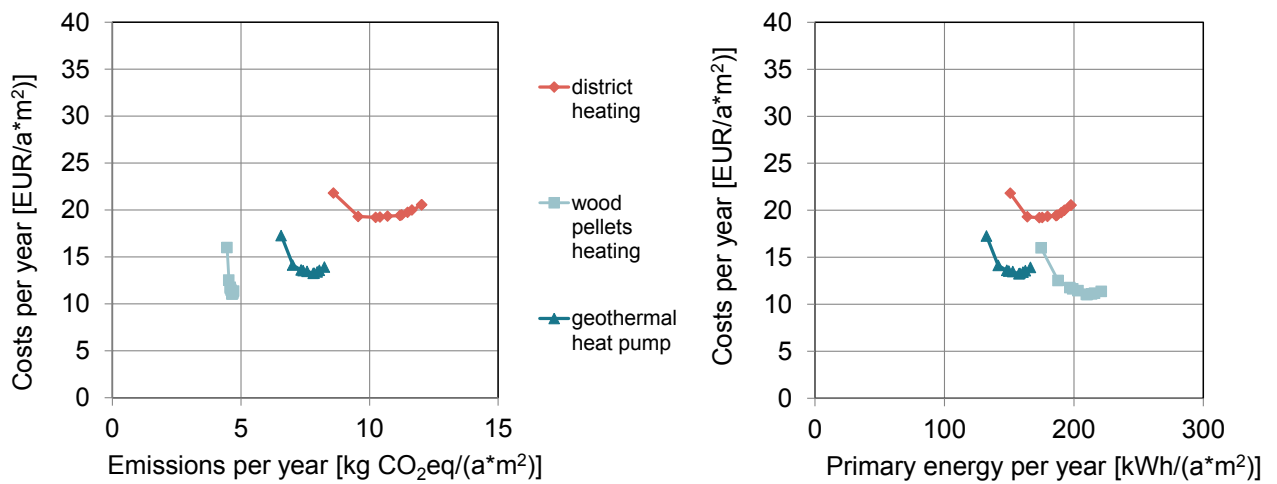 Costs per year [EUR/a*m²)]
40
35
30
25
20
15
10
5
0
0
5
10
15
Emissions per year [kg CO₂eq/(a*m²)]
district
heating
wood
pellets
heating
geothermal
heat pump
Costs per year [EUR/a*m²)]
40
35
30
25
20
15
10
5
0
0
100
200
300
Primary energy per year [kWh/(a*m²)]